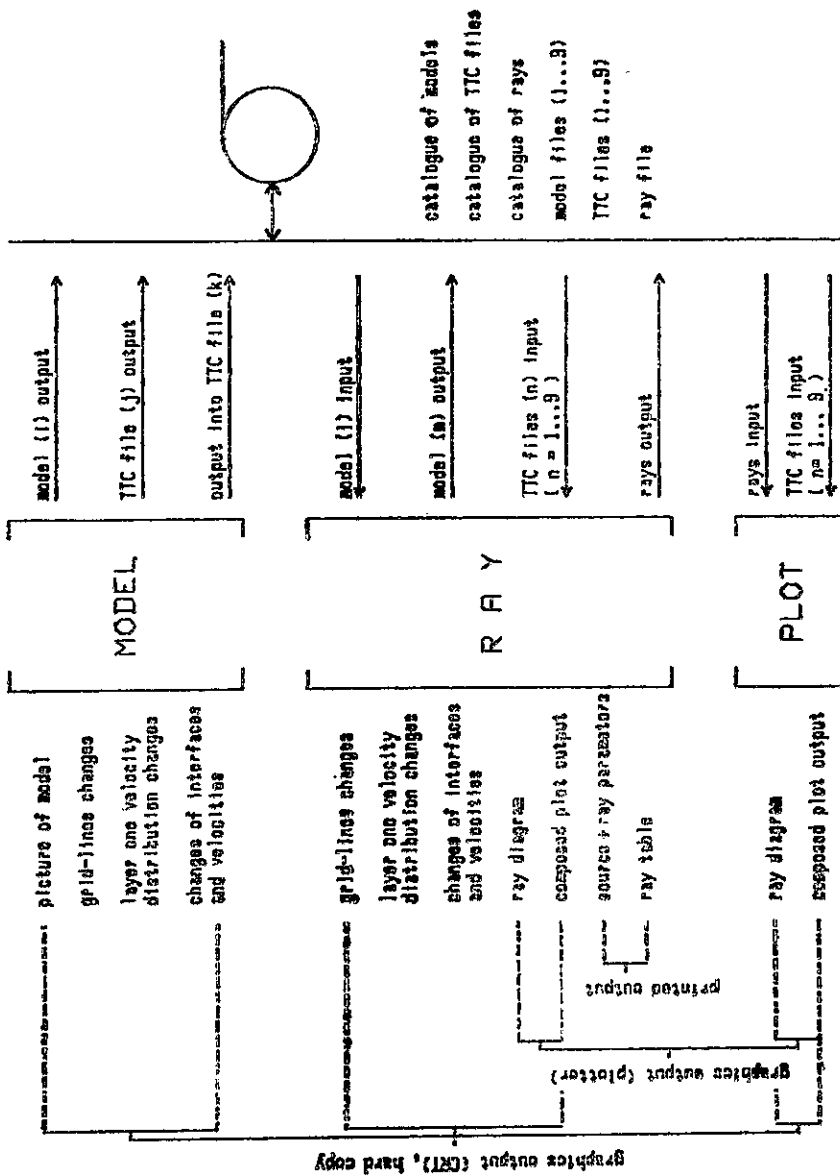 MODEL
picture of model
grid-lines changes
layer one velocity
distribution changes
changes of interfaces
and velocities
model (i) output
TTC file (j) output
output into TTC file (k)
R A Y
grid-lines changes
layer one velocity
distribution changes
changes of interfaces
and velocities
ray diagram
composed plot output
source+ray parameters
ray table
model (l) input
model (m) output
TTC files (n) input
( n = 1...9 )
rays output
PLOT
ray diagram
composed plot output
rays input
TTC files input
( n= 1... 9 )
printed output
graphics output (plotter)
graphics output (CRT), hard copy
catalogue of models
catalogue of TTC files
catalogue of rays
model files (1...9)
TTC files (1...9)
ray file